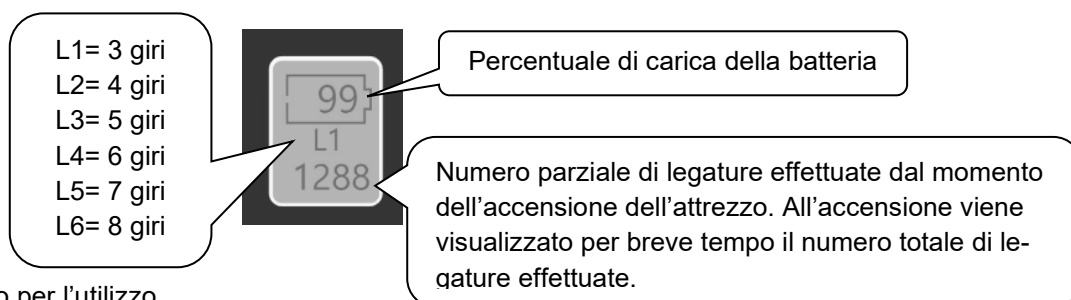 L1= 3 giri
L2= 4 giri
L3= 5 giri
L4= 6 giri
L5= 7 giri
L6= 8 giri
99
L1
1288
Percentuale di carica della batteria
Numero parziale di legature effettuate dal momento
dell’accensione dell’attrezzo. All’accensione viene
visualizzato per breve tempo il numero totale di le-
gature effettuate.
per l’utilizzo